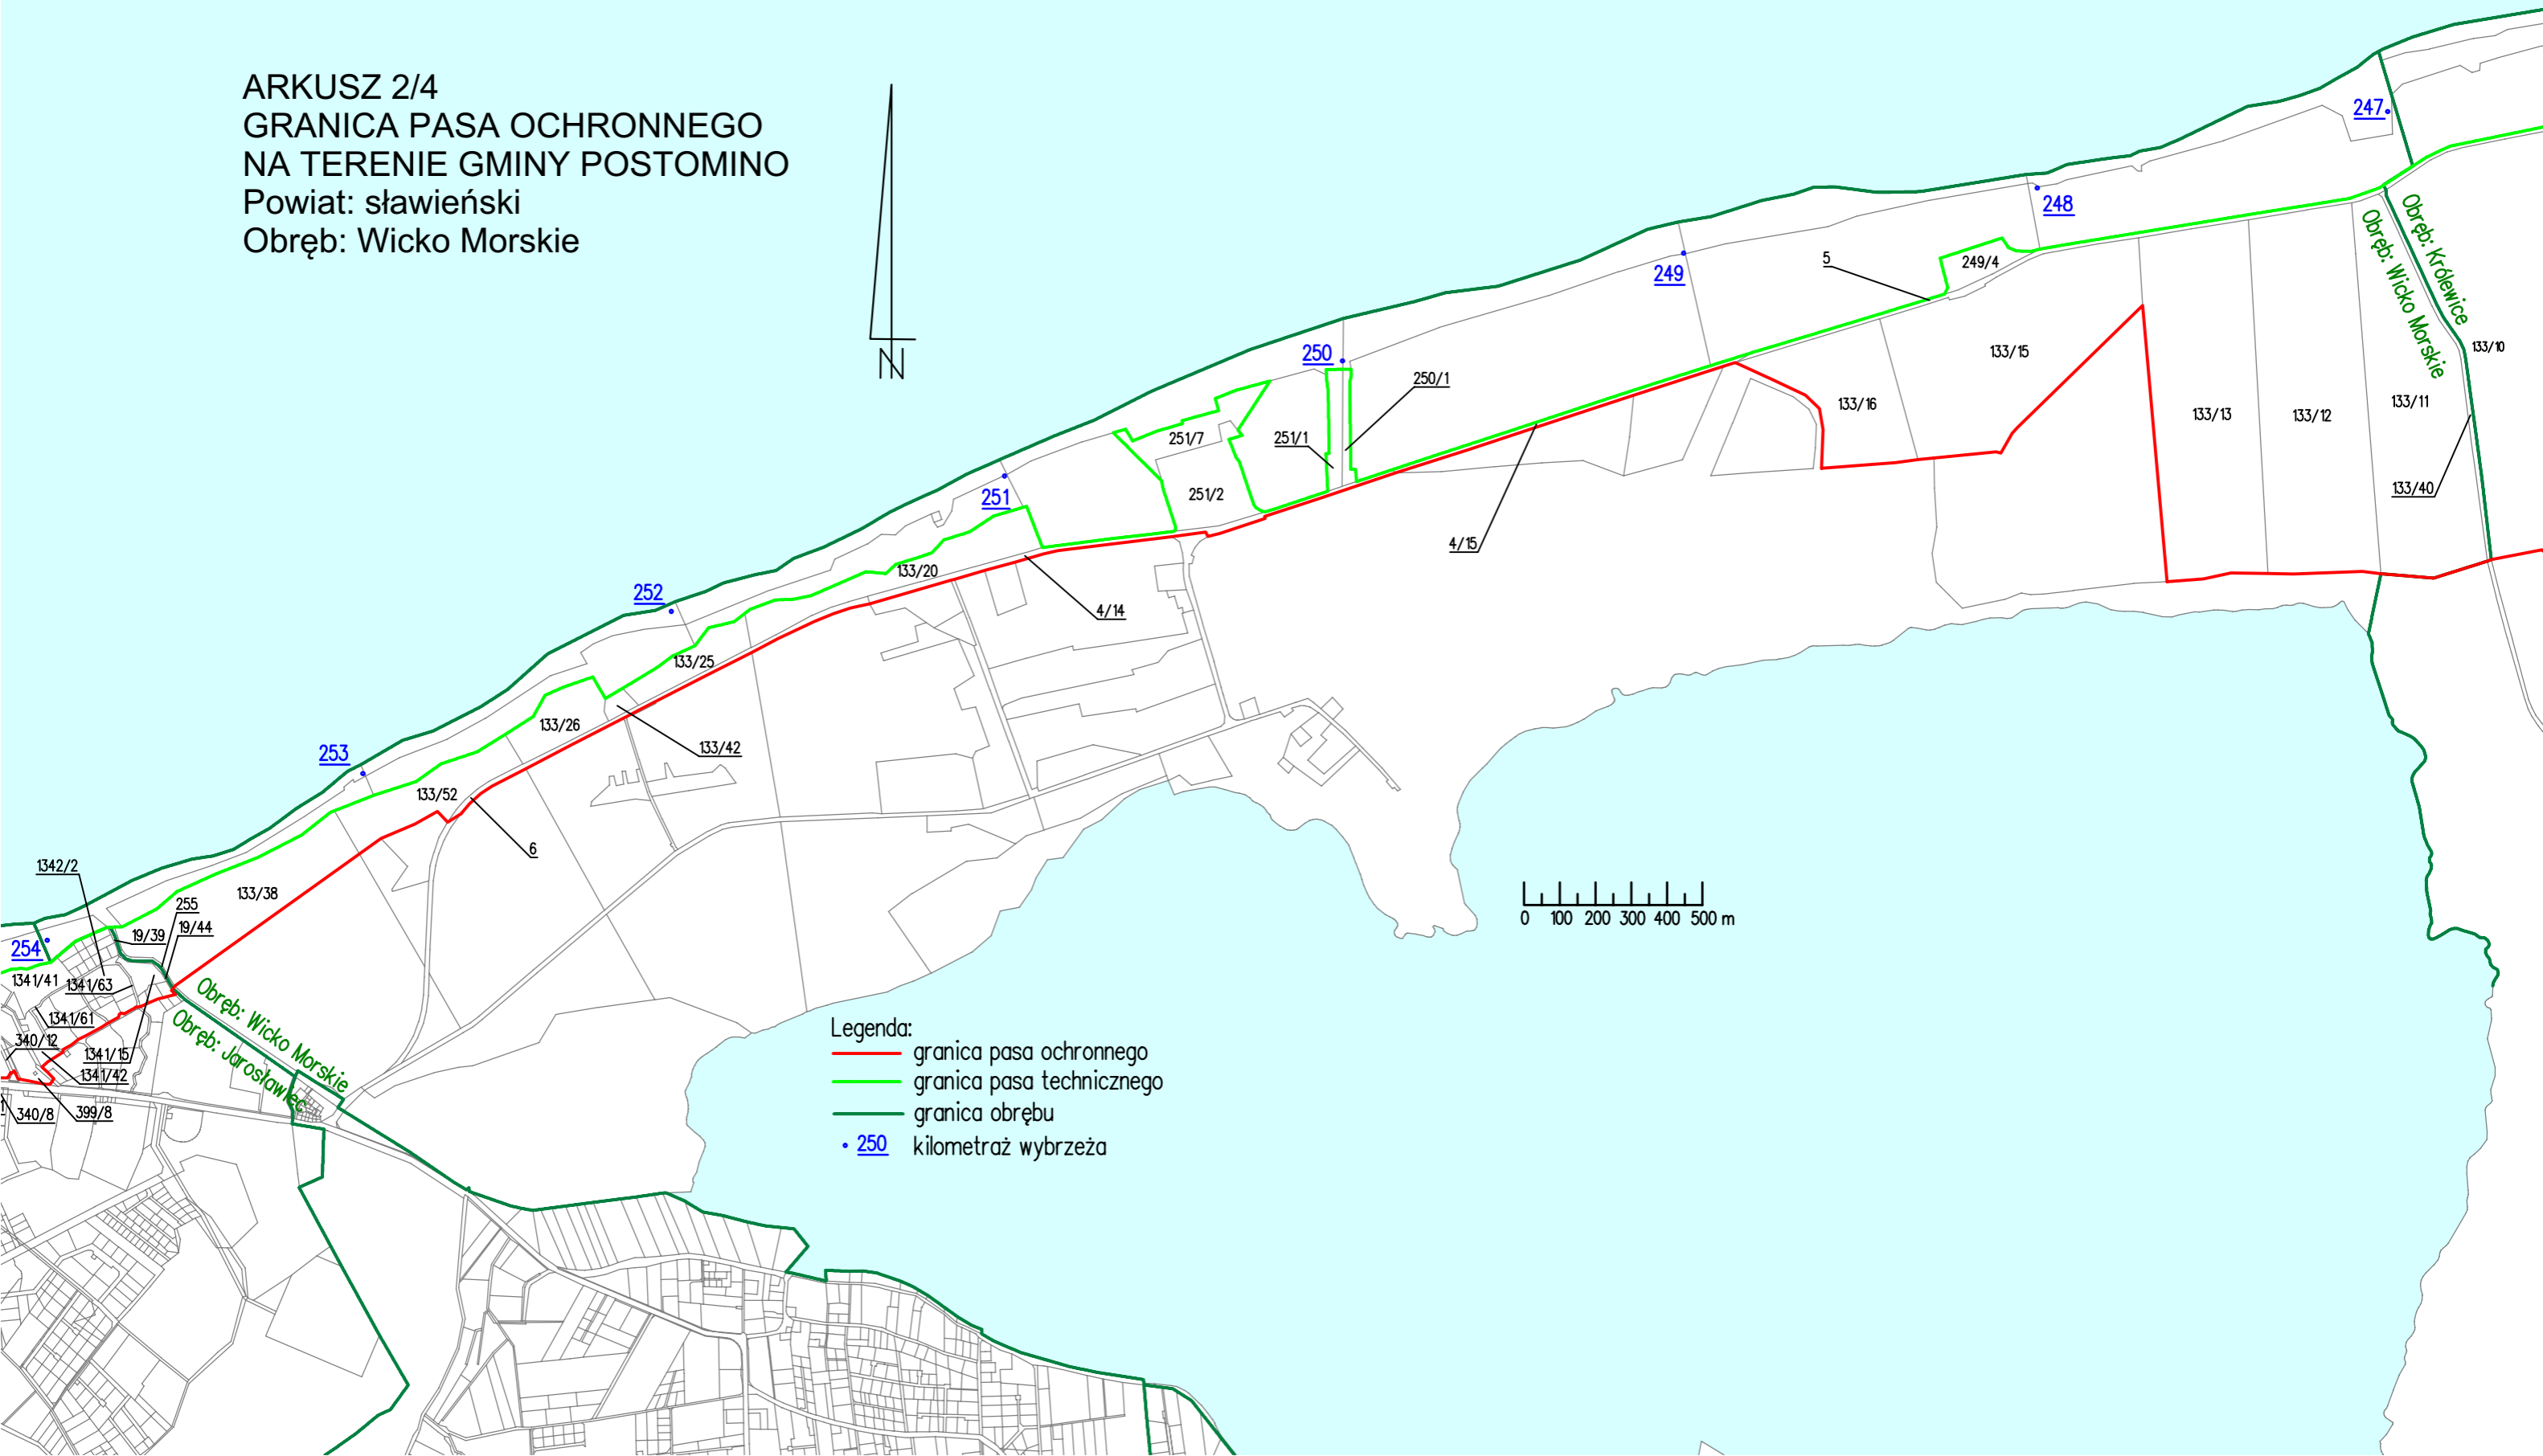 ARKUSZ 2/4
GRANICA PASA OCHRONNEGO
NA TERENIE GMINY POSTOMINO
Powiat: sławieński
Obręb: Wicko Morskie
N
247
248
249
250
251
252
253
254
Obręb: Królewice
Obręb: Wicko Morskie
5
249/4
133/15
133/16
133/13
133/12
133/11
133/10
133/40
250/1
251/1
251/7
251/2
4/15
4/14
133/20
133/25
133/26
133/42
133/52
6
133/38
1342/2
255
19/39
19/44
1341/41
1341/63
1341/61
340/12
1341/15
1341/42
399/8
340/8
Obręb: Wicko Morskie
Obręb: Jarosławiec
0 100 200 300 400 500 m
Legenda:
granica pasa ochronnego
granica pasa technicznego
granica obrębu
250 kilometraż wybrzeża